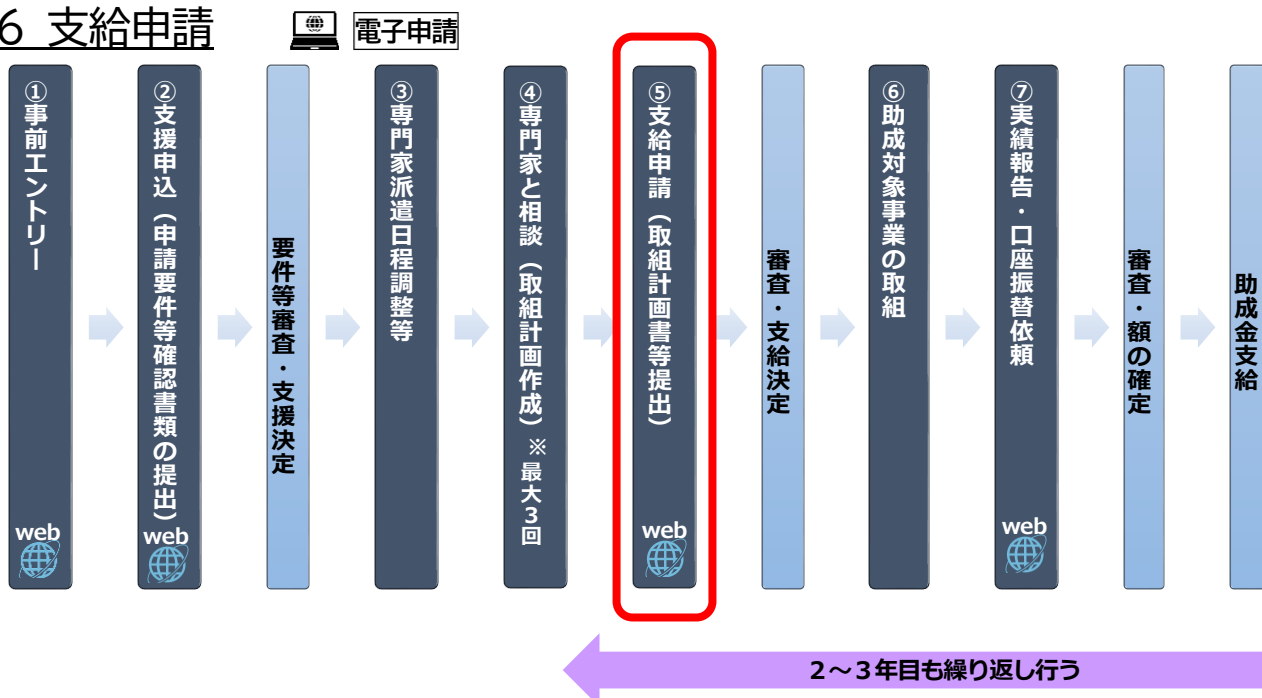 6 支給申請
電子申請
①事前エントリー
web
②支援申込（申請要件等確認書類の提出）
web
要件等審査・支援決定
③専門家派遣日程調整等
④専門家と相談（取組計画作成）※最大3回
⑤支給申請（取組計画書等提出）
web
審査・支給決定
⑥助成対象事業の取組
⑦実績報告・口座振替依頼
web
審査・額の確定
助成金支給
2～3年目も繰り返し行う